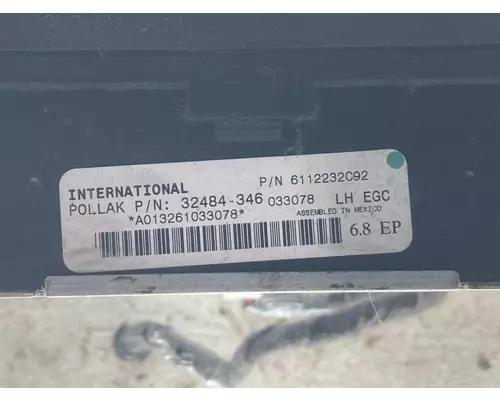 P/N 6112232C92
INTERNATIONAL
POLLAK P/N: 32484-346 033078 LH EGC
*A013261033078* ASSEMBLED IN MEXICO
6.8 EP